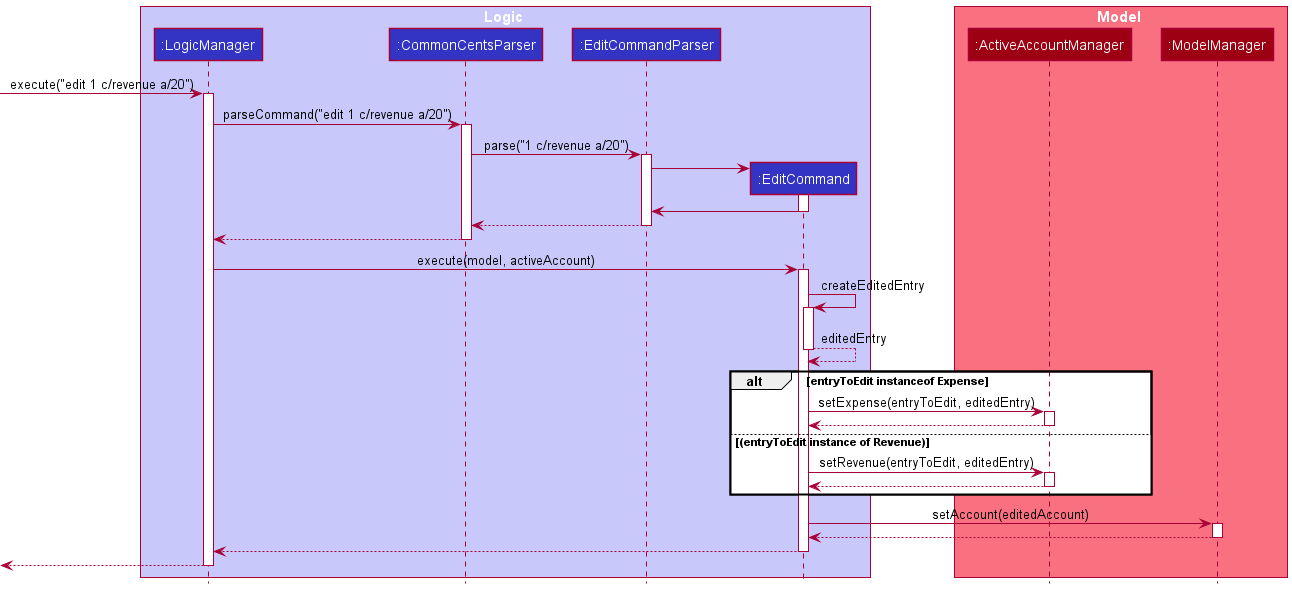 Logic
Model
:LogicManager
:CommonCentsParser
:EditCommandParser
:ActiveAccountManager
:ModelManager
execute("edit 1 c/revenue a/20")
parseCommand("edit 1 c/revenue a/20")
parse("1 c/revenue a/20")
:EditCommand
execute(model, activeAccount)
createEditedEntry
editedEntry
alt
[entryToEdit instanceof Expense]
setExpense(entryToEdit, editedEntry)
[(entryToEdit instance of Revenue)]
setRevenue(entryToEdit, editedEntry)
setAccount(editedAccount)